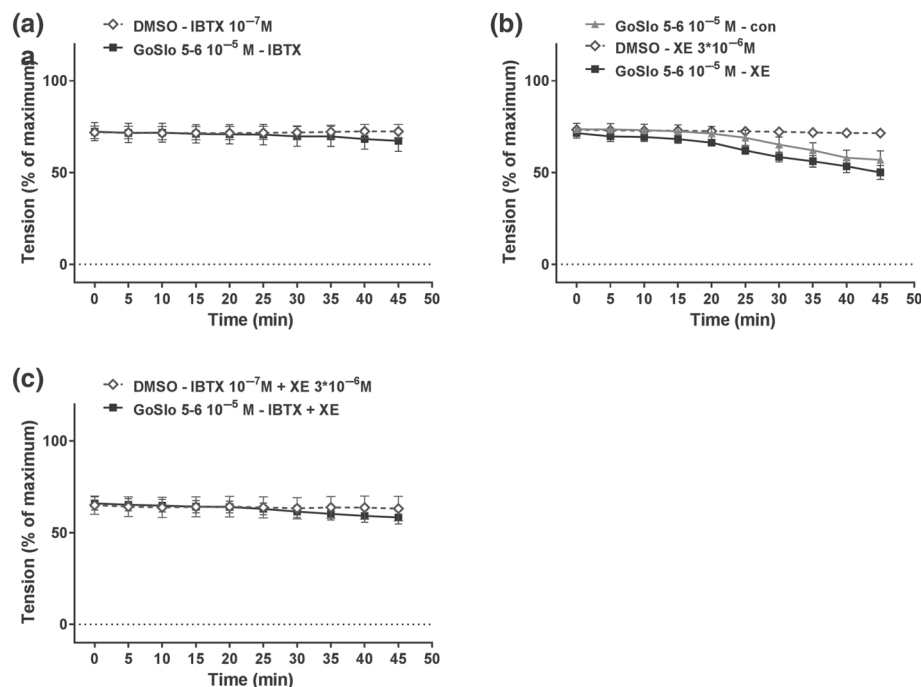 (a)
a
DMSO - IBTX 10⁻⁷M
GoSlo 5-6 10⁻⁵ M - IBTX
Tension (% of maximum)
100
50
0
0 5 10 15 20 25 30 35 40 45 50
Time (min)
(b)
GoSlo 5-6 10⁻⁵ M - con
DMSO - XE 3*10⁻⁶M
GoSlo 5-6 10⁻⁵ M - XE
Tension (% of maximum)
100
50
0
0 5 10 15 20 25 30 35 40 45 50
Time (min)
(c)
DMSO - IBTX 10⁻⁷M + XE 3*10⁻⁶M
GoSlo 5-6 10⁻⁵ M - IBTX + XE
Tension (% of maximum)
100
50
0
0 5 10 15 20 25 30 35 40 45 50
Time (min)